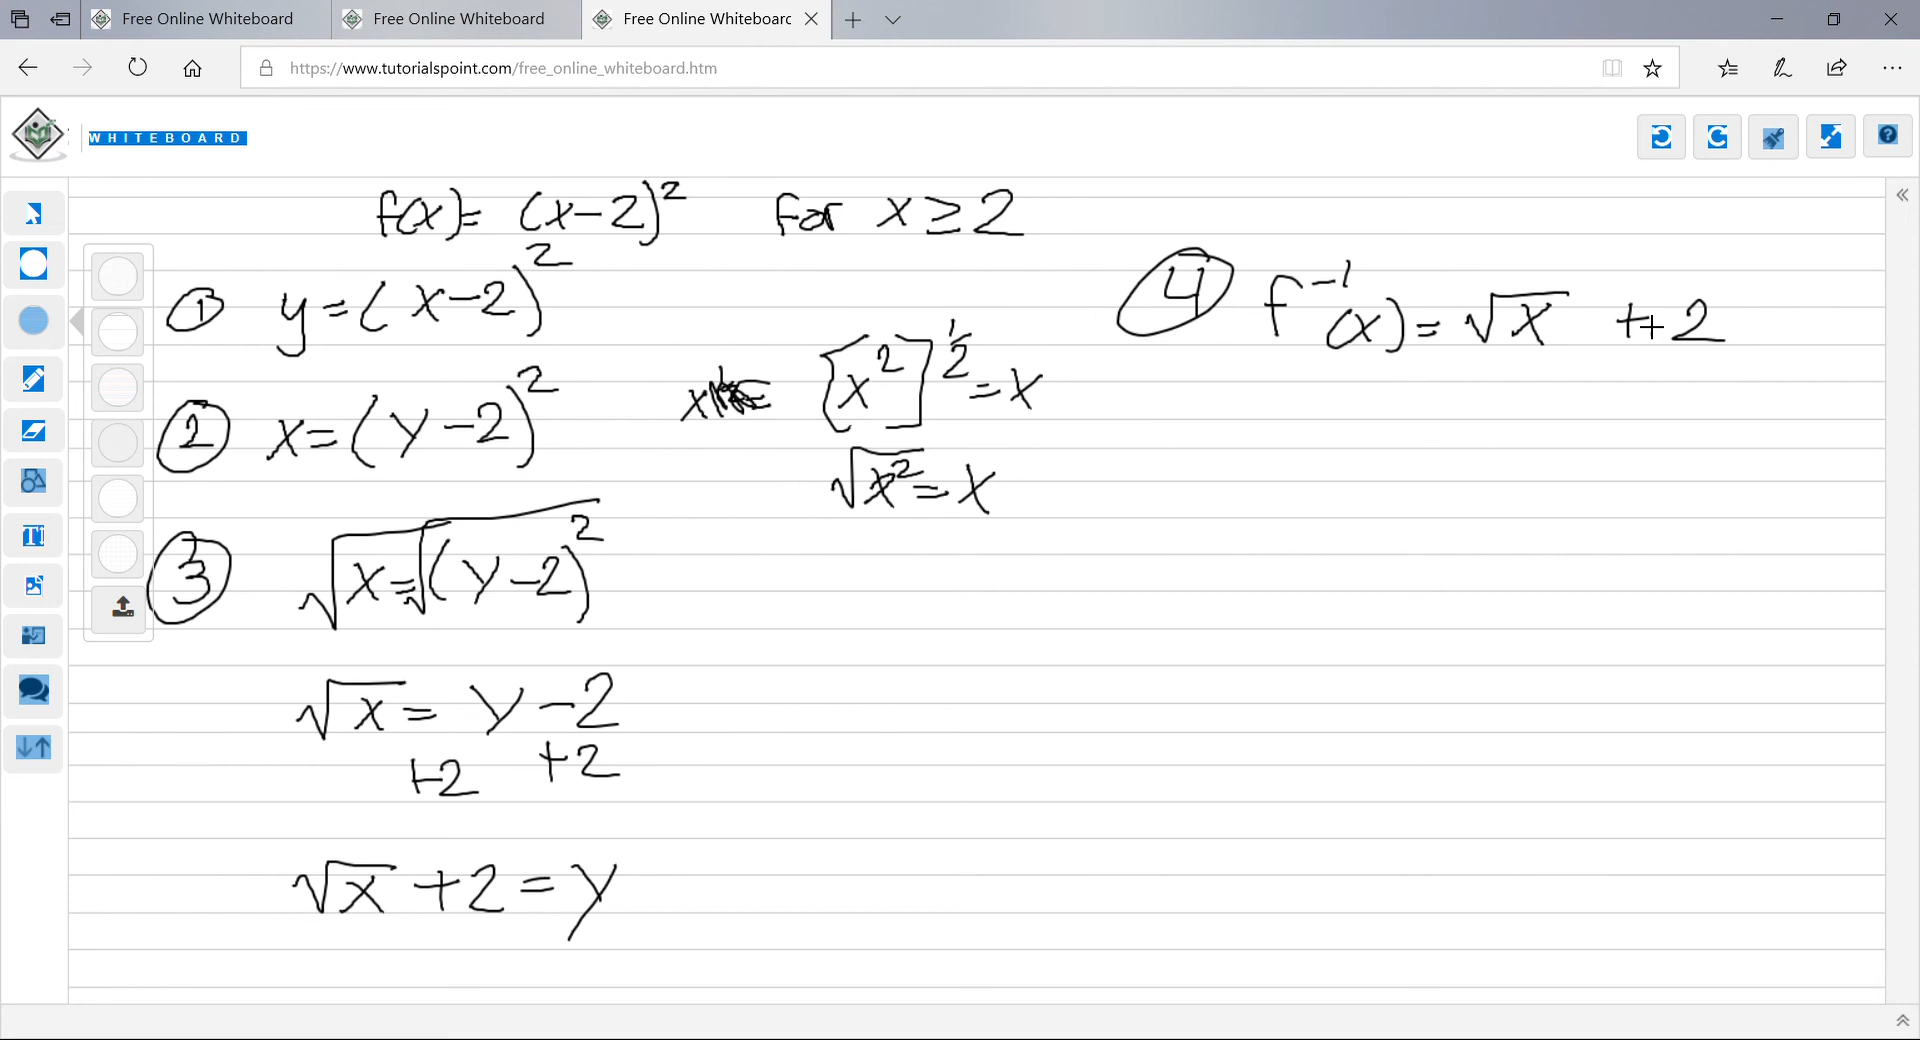 Free Online Whiteboard
Free Online Whiteboard
Free Online Whiteboarc
https://www.tutorialspoint.com/free_online_whiteboard.htm
WHITEBOARD
f(x)= (x-2)² for x ≥ 2
① y=(x-2)²
② x=(y-2)²
③ √x=√(y-2)²
√x = y-2
+2 +2
√x +2=y
[x²]^½ =x
√x²=x
④ f⁻¹(x)=√x +2